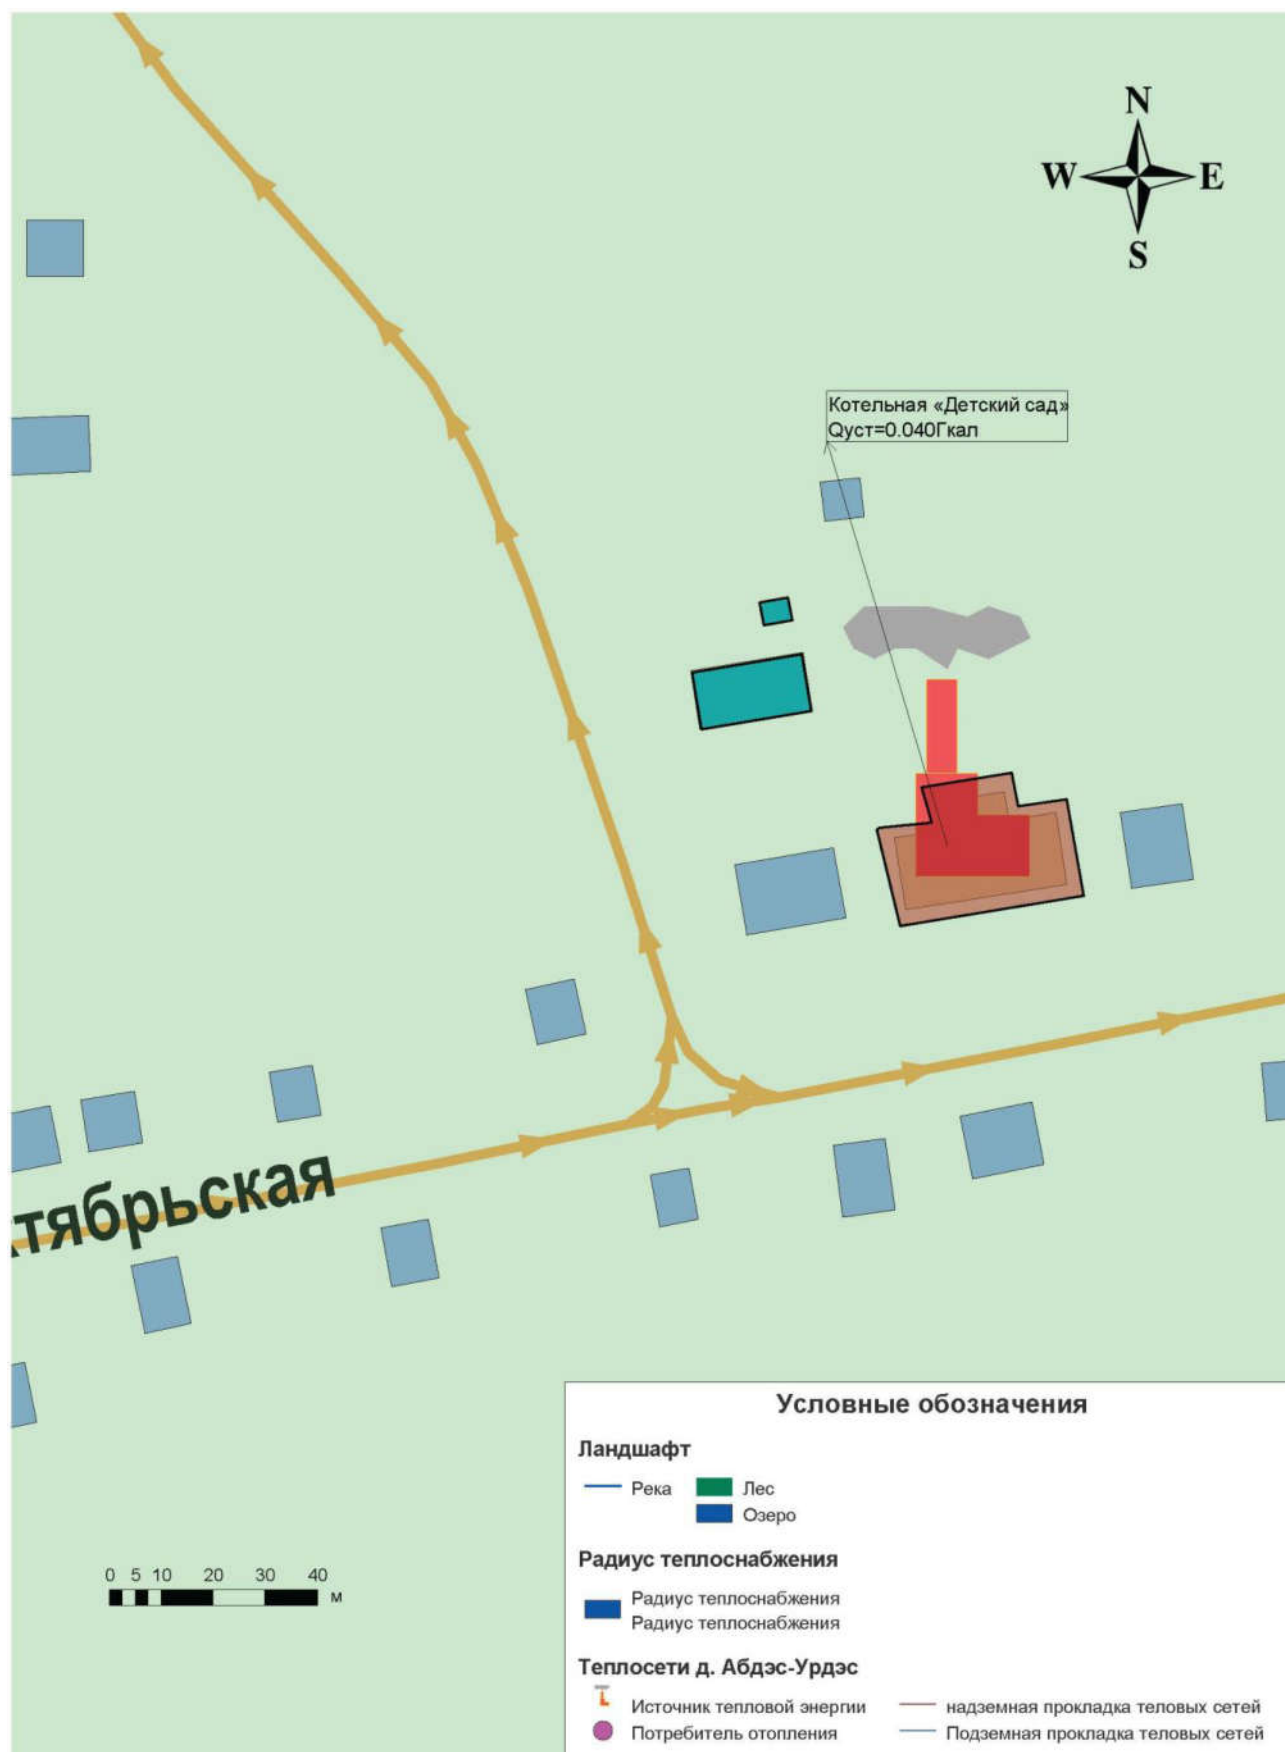 N
W E
S
Котельная «Детский сад»
Qуст=0.040Гкал
тябрьская
Условные обозначения
Ландшафт
Река Лес
Озеро
Радиус теплоснабжения
Радиус теплоснабжения
Радиус теплоснабжения
0 5 10 20 30 40
м
Теплосети д. Абдэс-Урдэс
Источник тепловой энергии надземная прокладка теловых сетей
Потребитель отопления Подземная прокладка теловых сетей